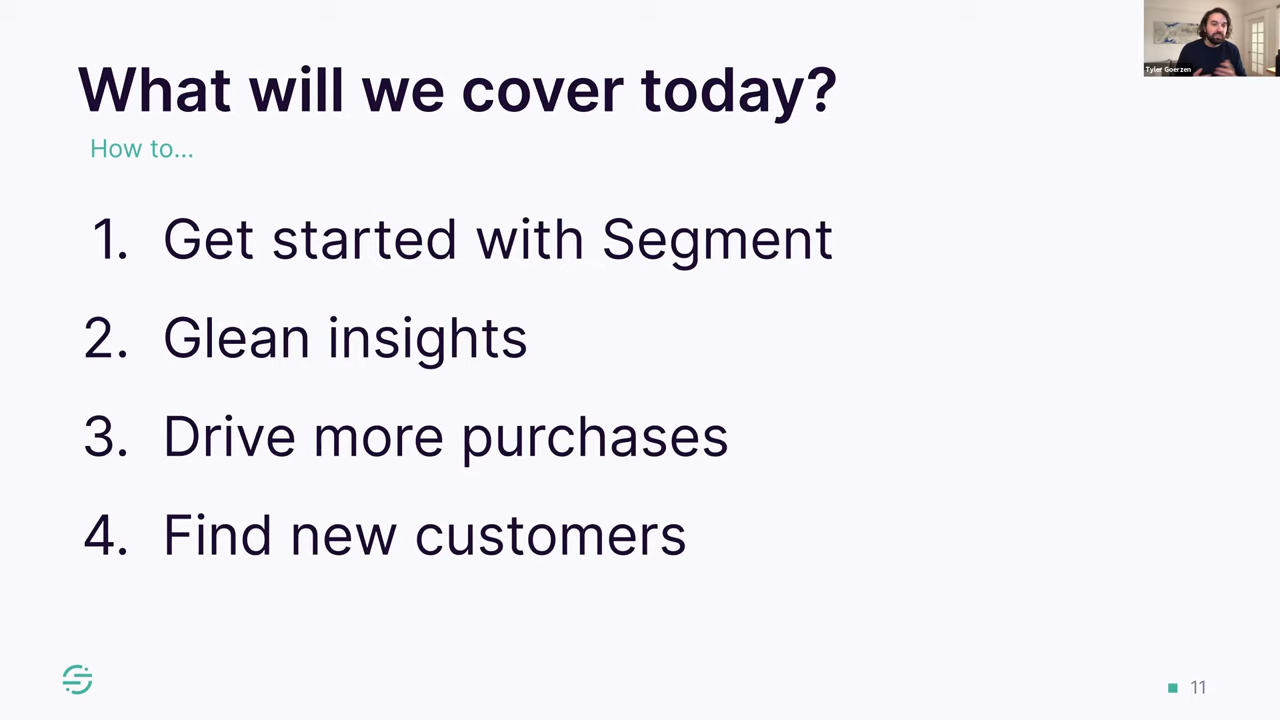 What will we cover today?
How to...
1. Get started with Segment
2. Glean insights
3. Drive more purchases
4. Find new customers
Tyler Goerzen
11